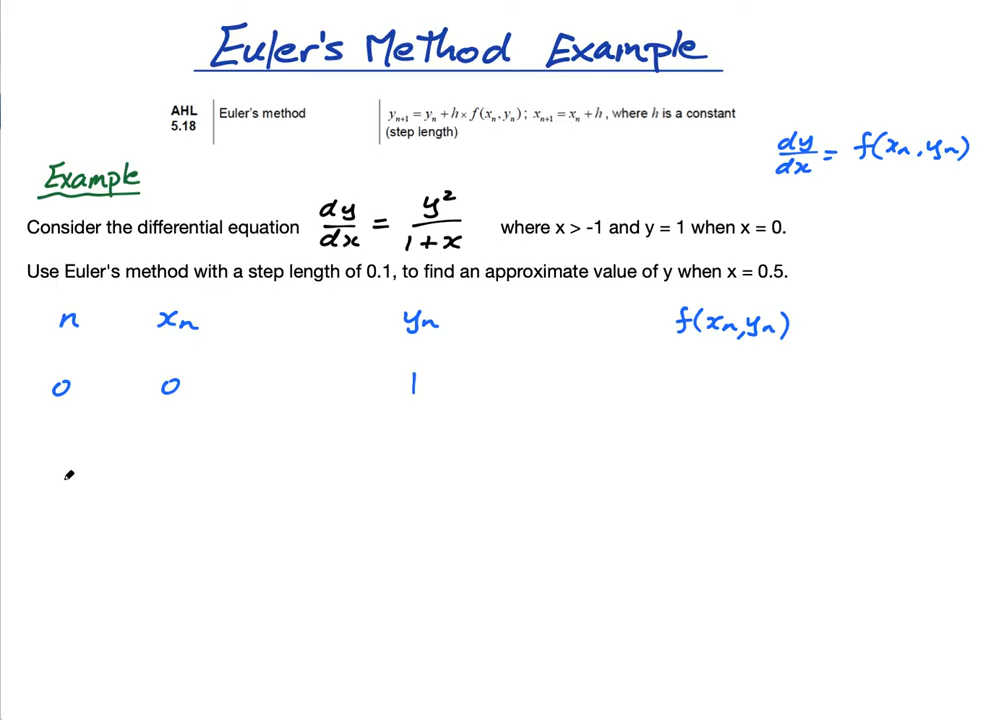 Euler's Method Example
AHL 5.18 Euler's method yₙ₊₁ = yₙ + h × f(xₙ, yₙ); xₙ₊₁ = xₙ + h, where h is a constant (step length)
dy/dx = f(xₙ, yₙ)
Example
Consider the differential equation dy/dx = y²/(1+x) where x > -1 and y = 1 when x = 0.
Use Euler's method with a step length of 0.1, to find an approximate value of y when x = 0.5.
n xₙ yₙ f(xₙ, yₙ)
0 0 1